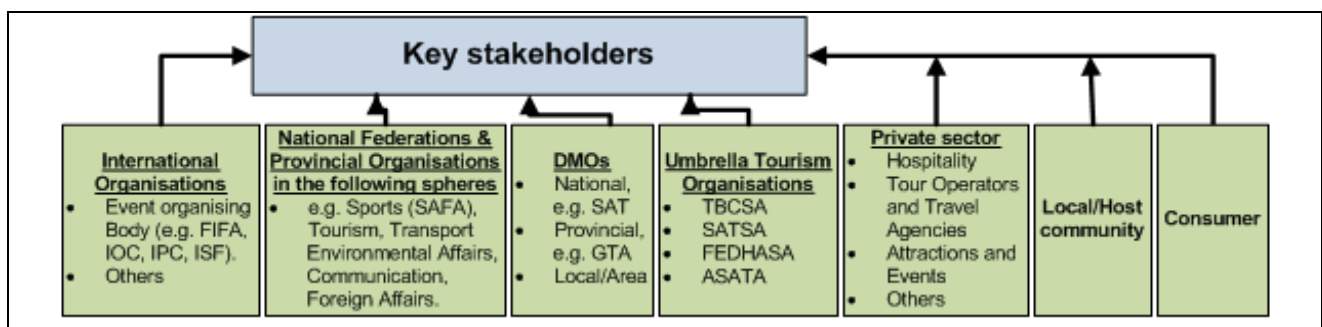 Key stakeholders
International
Organisations
• Event organising
Body (e.g. FIFA,
IOC, IPC, ISF).
• Others
National Federations &
Provincial Organisations
in the following spheres
• e.g. Sports (SAFA),
Tourism, Transport
Environmental Affairs,
Communication,
Foreign Affairs.
DMOs
• National,
e.g. SAT
• Provincial,
e.g. GTA
• Local/Area
Umbrella Tourism
Organisations
• TBCSA
• SATSA
• FEDHASA
• ASATA
Private sector
• Hospitality
• Tour Operators
and Travel
Agencies
• Attractions and
Events
• Others
Local/Host
community
Consumer